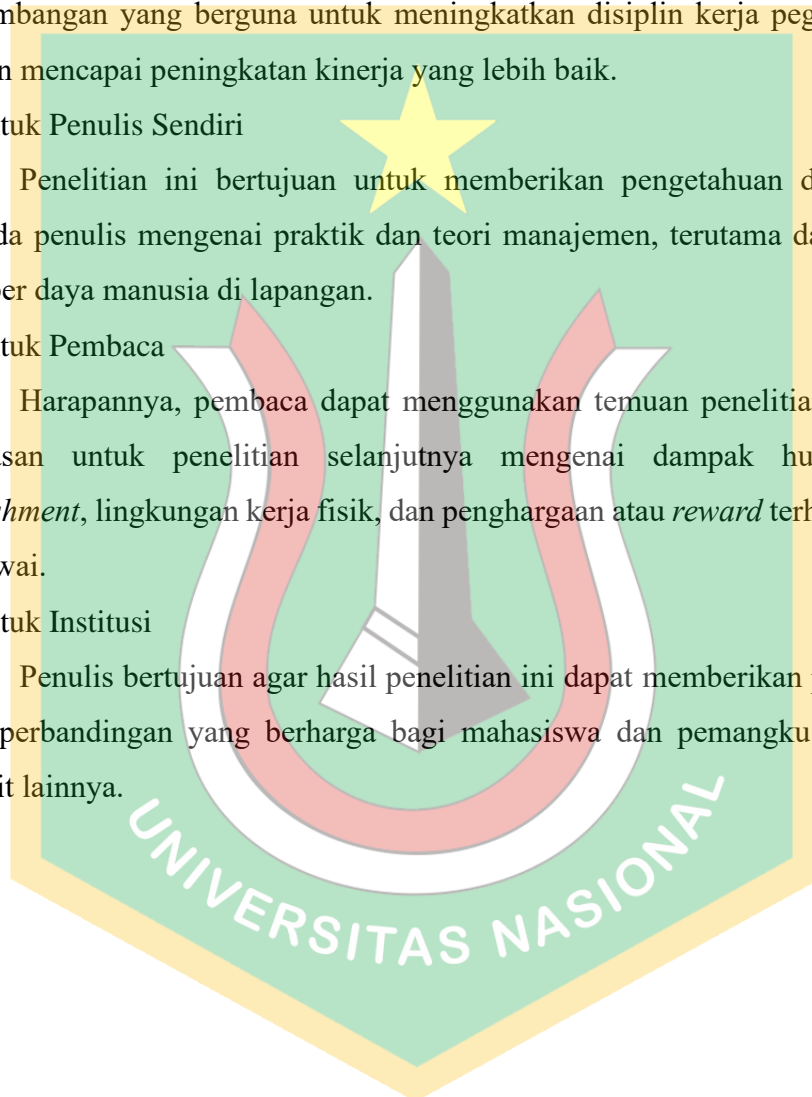 mbangan yang berguna untuk meningkatkan disiplin kerja peg
n mencapai peningkatan kinerja yang lebih baik.
tuk Penulis Sendiri
Penelitian ini bertujuan untuk memberikan pengetahuan d
da penulis mengenai praktik dan teori manajemen, terutama da
er daya manusia di lapangan.
tuk Pembaca
Harapannya, pembaca dapat menggunakan temuan penelitia
san untuk penelitian selanjutnya mengenai dampak hu
hment, lingkungan kerja fisik, dan penghargaan atau reward terh
wai.
tuk Institusi
Penulis bertujuan agar hasil penelitian ini dapat memberikan
perbandingan yang berharga bagi mahasiswa dan pemangku
it lainnya.
UNIVERSITAS NASIONAL